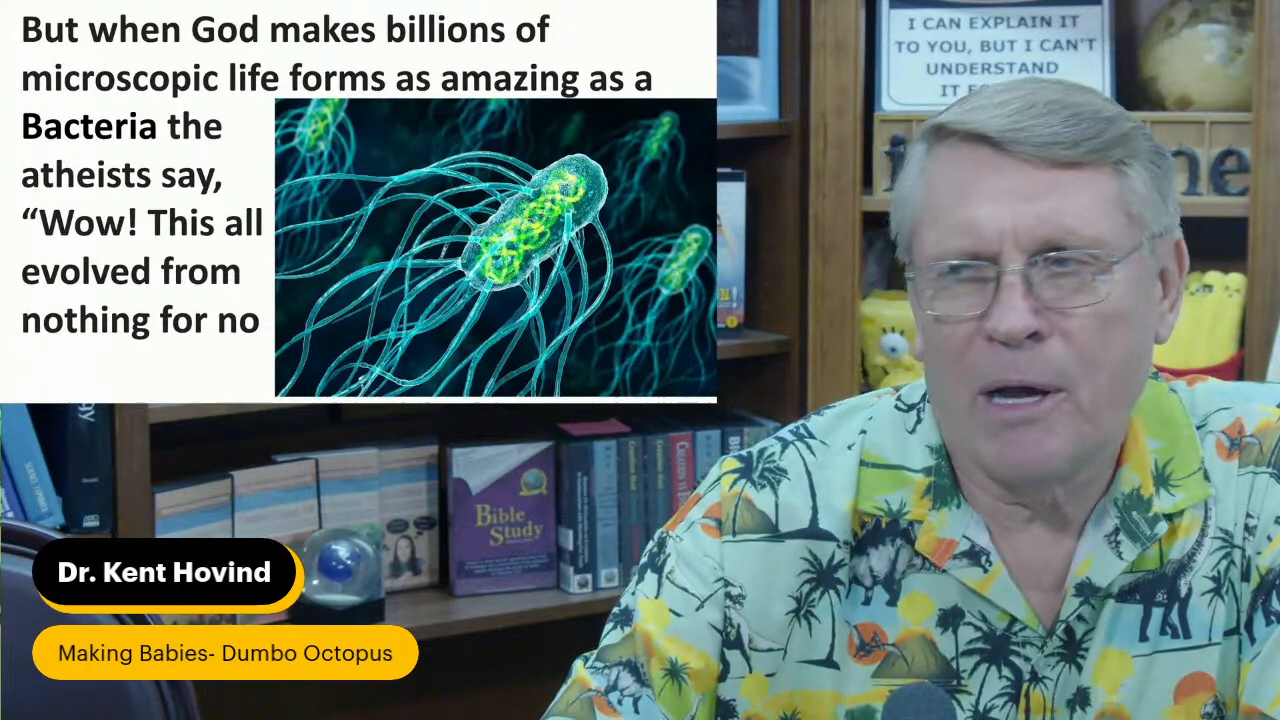 But when God makes billions of
microscopic life forms as amazing as a
Bacteria the
atheists say,
“Wow! This all
evolved from
nothing for no
I CAN EXPLAIN IT
TO YOU, BUT I CAN'T
UNDERSTAND
Bible
Study
Dr. Kent Hovind
Making Babies- Dumbo Octopus